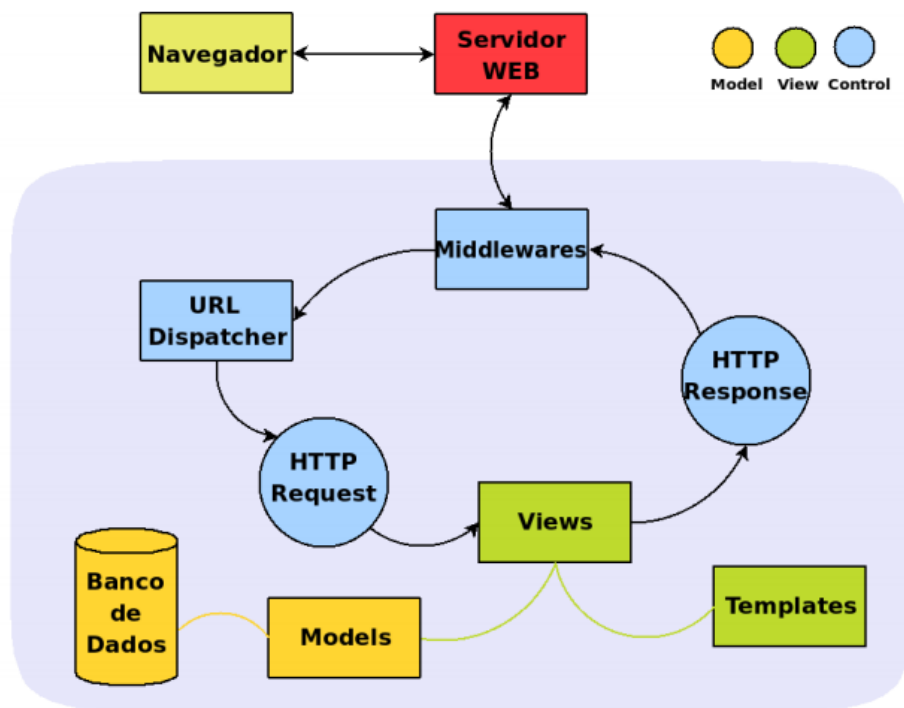 Navegador
Servidor
WEB
Model
View
Control
Middlewares
URL
Dispatcher
HTTP
Response
HTTP
Request
Views
Banco
de
Dados
Models
Templates